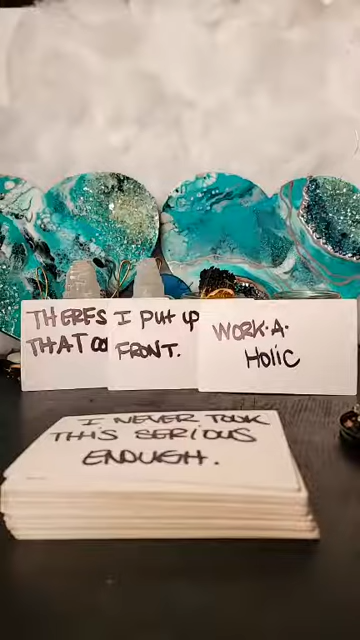 THERES
THAT
I PUT UP
FRONT.
WORK-A-
HOLIC
I NEVER TOOK
THIS SERIOUS
ENOUGH.